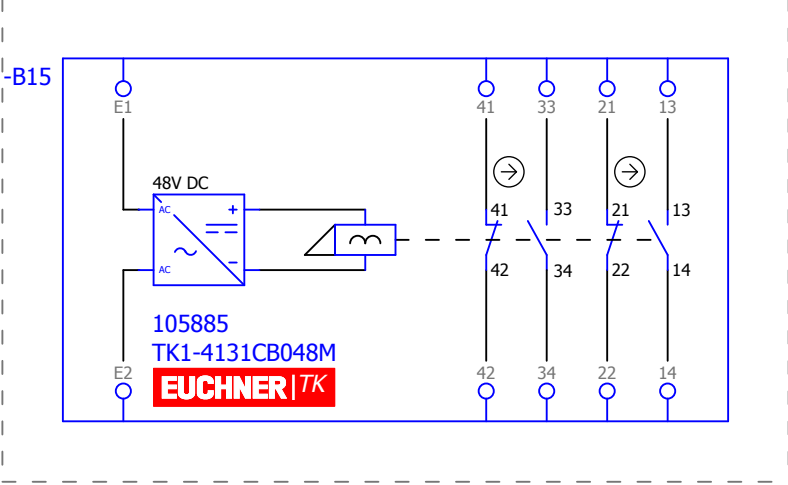 -B15
E1
41 33 21 13
48V DC
AC + 
41 33 21 13
AC −
42 34 22 14
105885
TK1-4131CB048M
E2
42 34 22 14
EUCHNER|TK